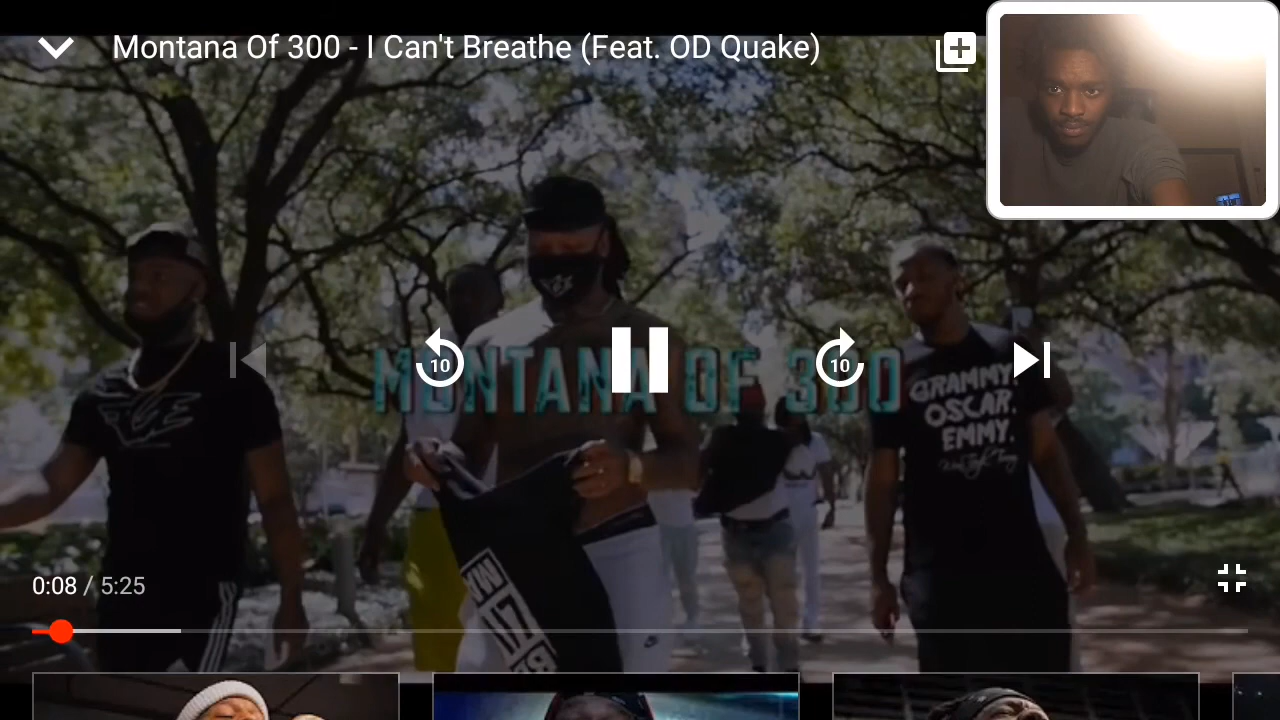 Montana Of 300 - I Can't Breathe (Feat. OD Quake)
MONTANA OF 300
10
10
FGE
GRAMMY.
OSCAR.
EMMY.
0:08 / 5:25